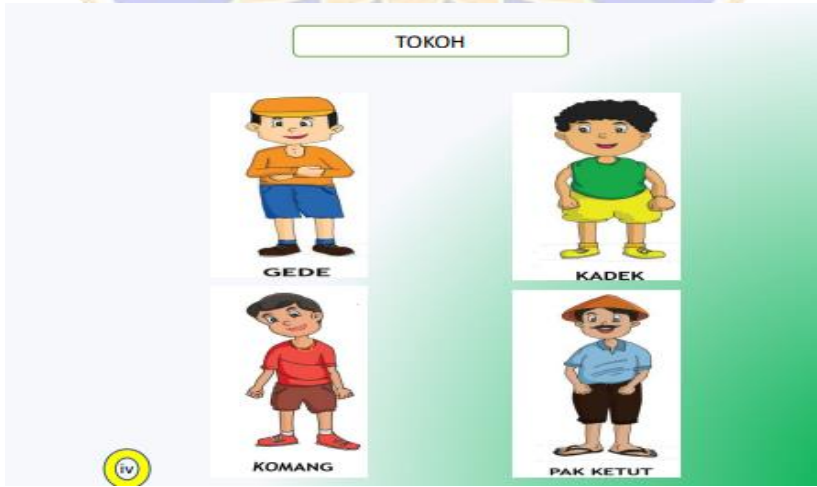 TOKOH
GEDE
KADEK
KOMANG
PAK KETUT
iv